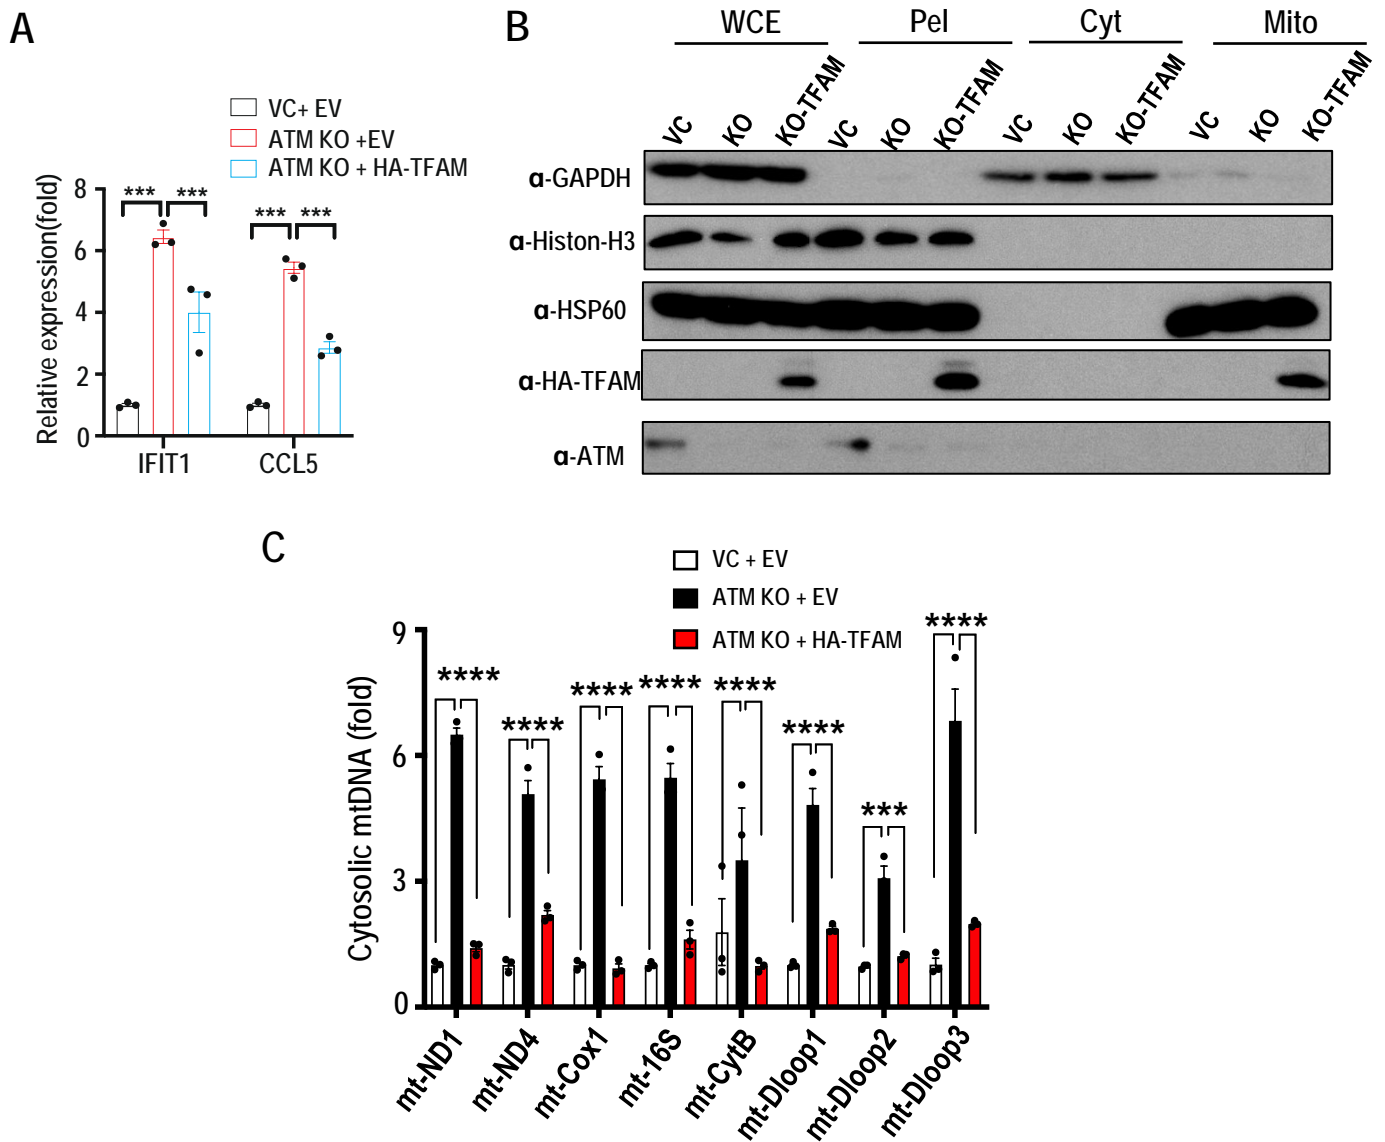 A
VC+ EV
ATM KO +EV
ATM KO + HA-TFAM
Relative expression(fold)
8
6
4
2
0
*** ***
*** ***
IFIT1 CCL5
B
WCE Pel Cyt Mito
VC KO KO-TFAM VC KO KO-TFAM VC KO KO-TFAM VC KO KO-TFAM
α-GAPDH
α-Histon-H3
α-HSP60
α-HA-TFAM
α-ATM
C
VC + EV
ATM KO + EV
ATM KO + HA-TFAM
Cytosolic mtDNA (fold)
9
6
3
0
**** **** **** **** **** **** *** ****
mt-ND1 mt-ND4 mt-Cox1 mt-16S mt-CytB mt-Dloop1 mt-Dloop2 mt-Dloop3